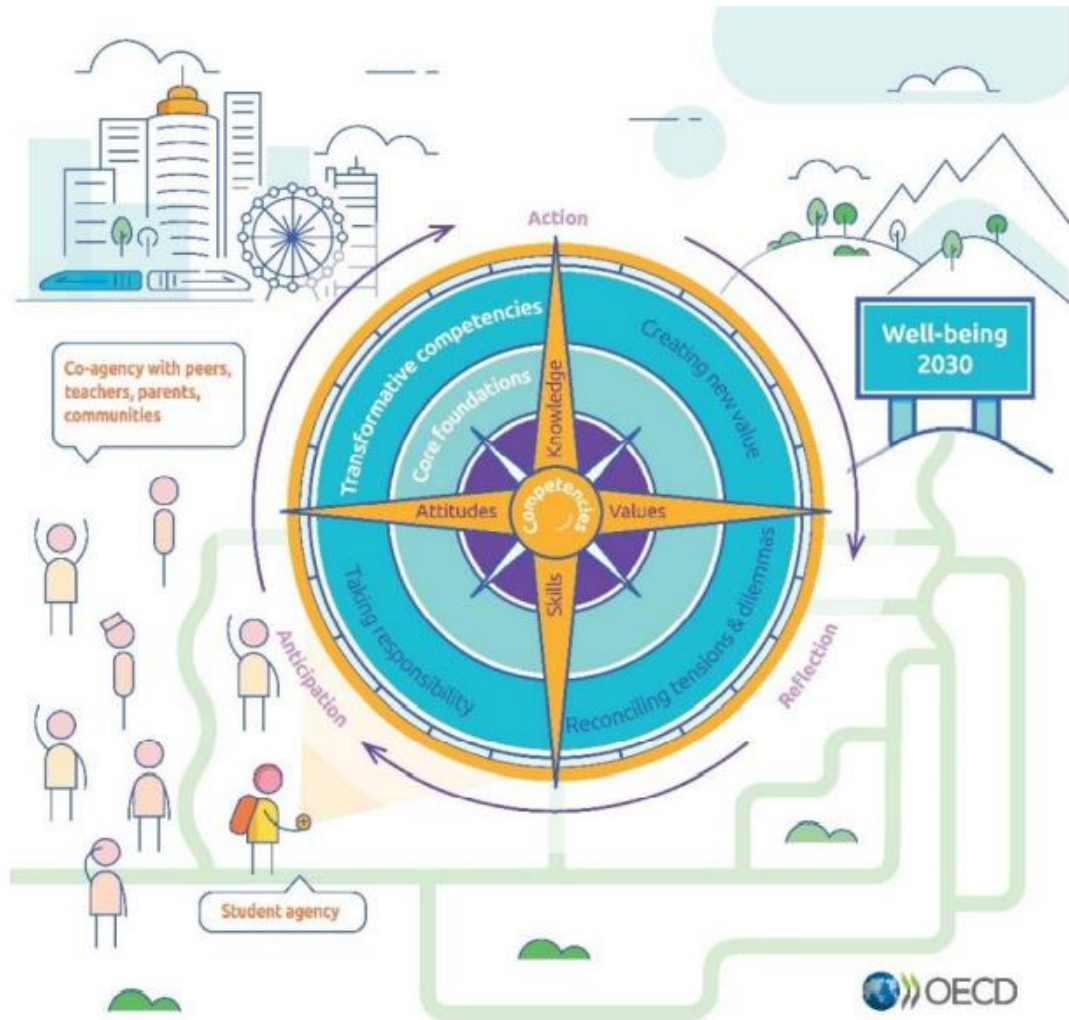 Action
Transformative competencies
Creating new value
Core foundations
Knowledge
Well-being
2030
Co-agency with peers,
teachers, parents,
communities
Attitudes
Competencies
Values
Skills
Taking responsibility
Reconciling tensions & dilemmas
Anticipation
Reflection
Student agency
OECD